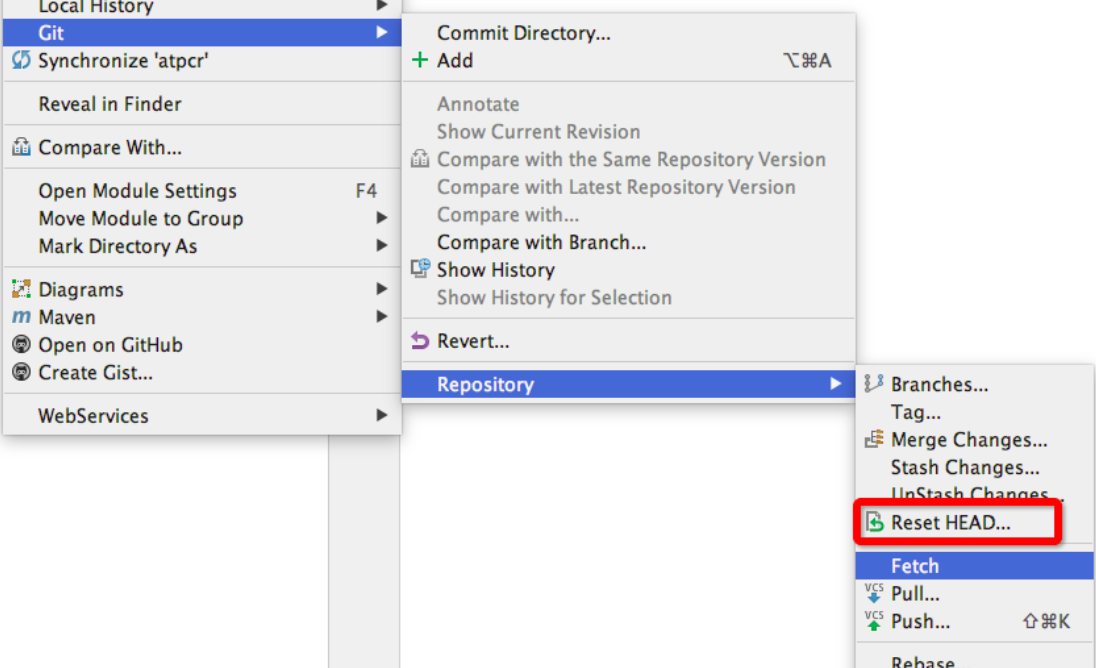 Local History
Git
Synchronize 'atpcr'
Reveal in Finder
Compare With...
Open Module Settings F4
Move Module to Group
Mark Directory As
Diagrams
Maven
Open on GitHub
Create Gist...
WebServices
Commit Directory...
Add ⌥⌘A
Annotate
Show Current Revision
Compare with the Same Repository Version
Compare with Latest Repository Version
Compare with...
Compare with Branch...
Show History
Show History for Selection
Revert...
Repository
Branches...
Tag...
Merge Changes...
Stash Changes...
UnStash Changes...
Reset HEAD...
Fetch
VCS Pull...
VCS Push... ⇧⌘K
Rebase